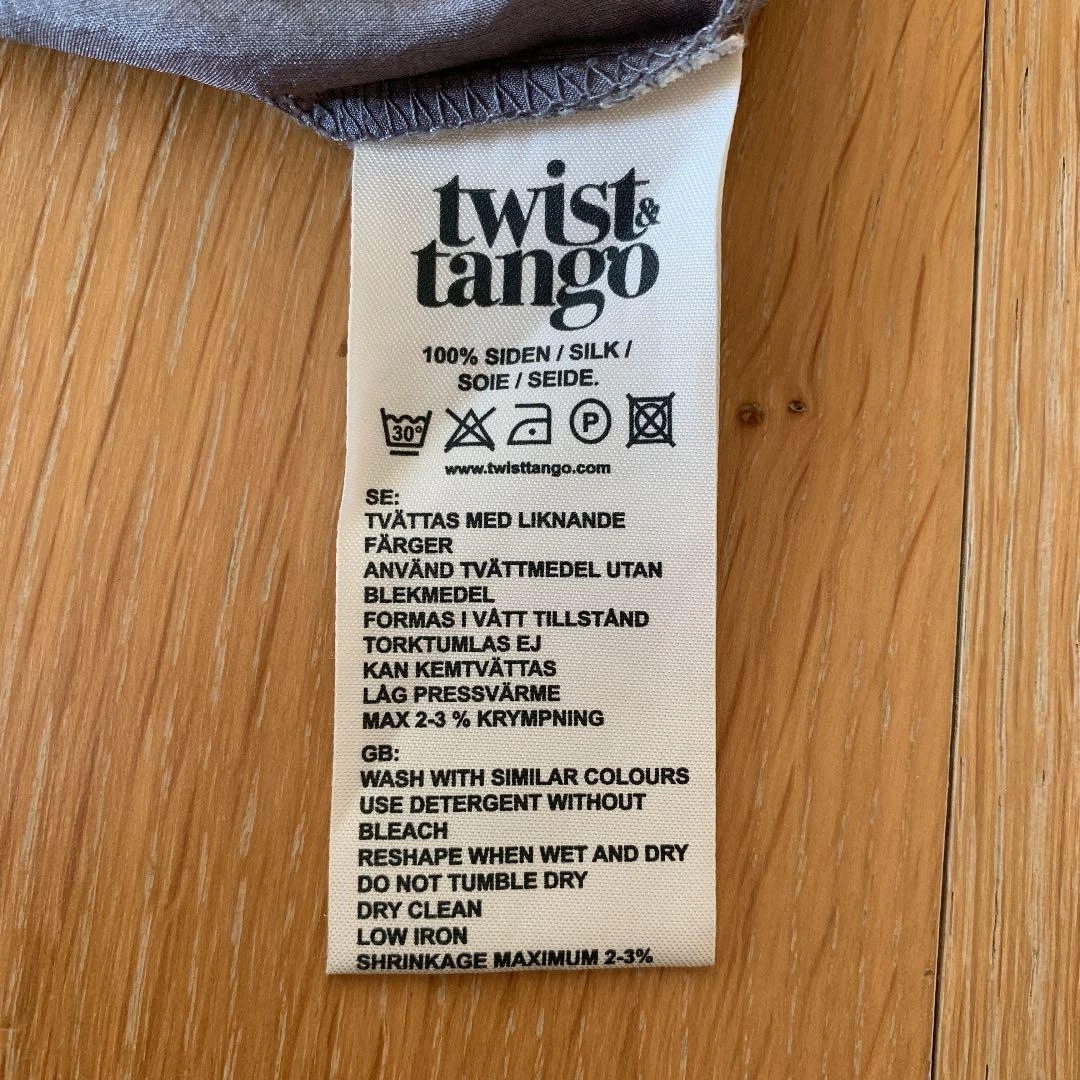 twist &
tango
100% SIDEN / SILK /
SOIE / SEIDE.
30° P
www.twisttango.com
SE:
TVÄTTAS MED LIKNANDE
FÄRGER
ANVÄND TVÄTTMEDEL UTAN
BLEKMEDEL
FORMAS I VÅTT TILLSTÅND
TORKTUMLAS EJ
KAN KEMTVÄTTAS
LÅG PRESSVÄRME
MAX 2-3 % KRYMPNING
GB:
WASH WITH SIMILAR COLOURS
USE DETERGENT WITHOUT
BLEACH
RESHAPE WHEN WET AND DRY
DO NOT TUMBLE DRY
DRY CLEAN
LOW IRON
SHRINKAGE MAXIMUM 2-3%